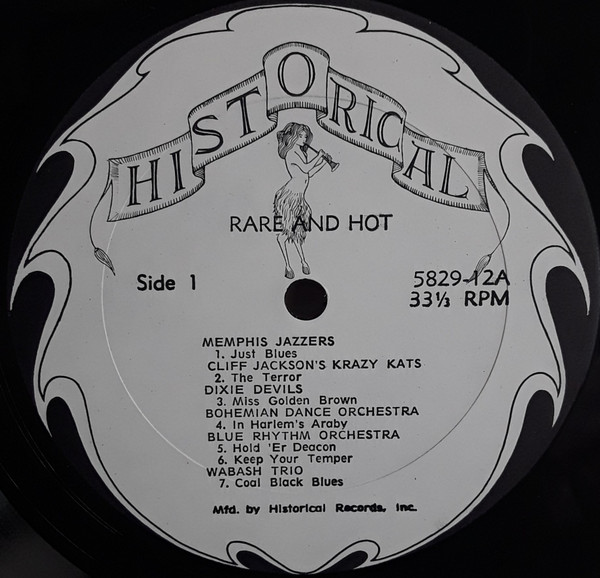 HISTORICAL
RARE AND HOT
Side 1
5829-12A
33⅓ RPM
MEMPHIS JAZZERS
1. Just Blues
CLIFF JACKSON'S KRAZY KATS
2. The Terror
DIXIE DEVILS
3. Miss Golden Brown
BOHEMIAN DANCE ORCHESTRA
4. In Harlem's Araby
BLUE RHYTHM ORCHESTRA
5. Hold 'Er Deacon
6. Keep Your Temper
WABASH TRIO
7. Coal Black Blues
Mfd. by Historical Records, Inc.